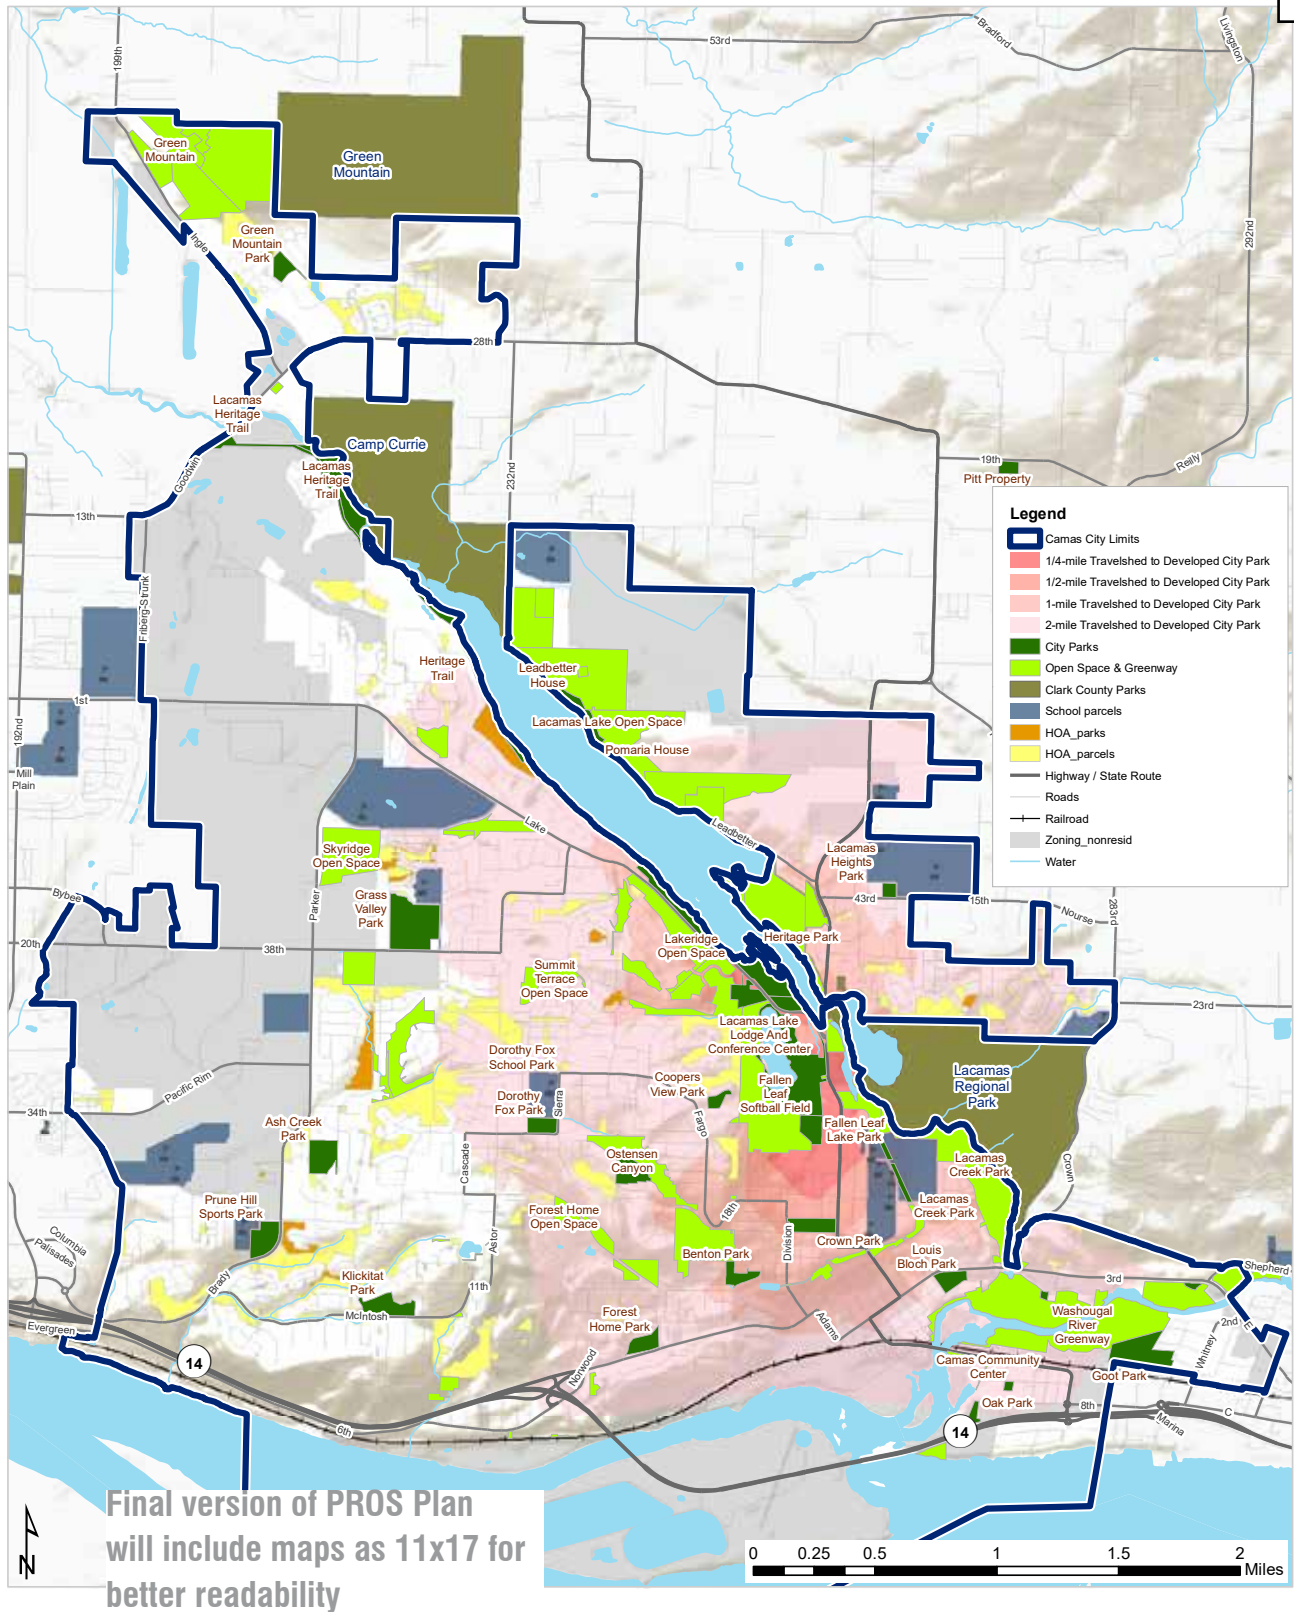 53rd
Bradford
Livingston
199th
Green
Mountain
Green
Mountain
Green
Mountain
Park
Ingle
292nd
28th
Lacamas
Heritage
Trail
Camp Currie
Lacamas
Heritage
Trail
Goodwin
232nd
19th
Reilly
Pitt Property
13th
Friberg-Strunk
Legend
Camas City Limits
1/4-mile Travelshed to Developed City Park
1/2-mile Travelshed to Developed City Park
1-mile Travelshed to Developed City Park
2-mile Travelshed to Developed City Park
City Parks
Open Space & Greenway
Clark County Parks
School parcels
HOA_parks
HOA_parcels
Highway / State Route
Roads
Railroad
Zoning_nonresid
Water
Heritage
Trail
Leadbetter
House
1st
192nd
Lacamas Lake Open Space
Pomaria House
Mill
Plain
Lake
Leadbetter
Skyridge
Open Space
Lacamas
Heights
Park
Bybee
Parker
Grass
Valley
Park
43rd
15th
Nourse
283rd
20th
38th
Lakeridge
Open Space
Heritage Park
Summit
Terrace
Open Space
23rd
Lacamas Lake
Lodge And
Conference Center
Dorothy Fox
School Park
Pacific Rim
Coopers
View Park
Fallen
Leaf
Softball Field
Lacamas
Regional
Park
34th
Dorothy
Fox Park
Sierra
Fargo
Ash Creek
Park
Fallen Leaf
Lake Park
Cascade
Ostensen
Canyon
Lacamas
Creek Park
Crown
Prune Hill
Sports Park
Lacamas
Creek Park
Forest Home
Open Space
18th
Columbia
Palisades
Astor
Division
Crown Park
Benton Park
Louis
Bloch Park
Shepherd
Brady
Klickitat
Park
11th
3rd
McIntosh
Forest
Home Park
Adams
Washougal
River
Greenway
2nd
E
Evergreen
Whitney
14
Norwood
Camas Community
Center
Goot Park
Oak Park
8th
C
Marina
6th
14
Final version of PROS Plan
will include maps as 11x17 for
better readability
N
0 0.25 0.5 1 1.5 2
Miles